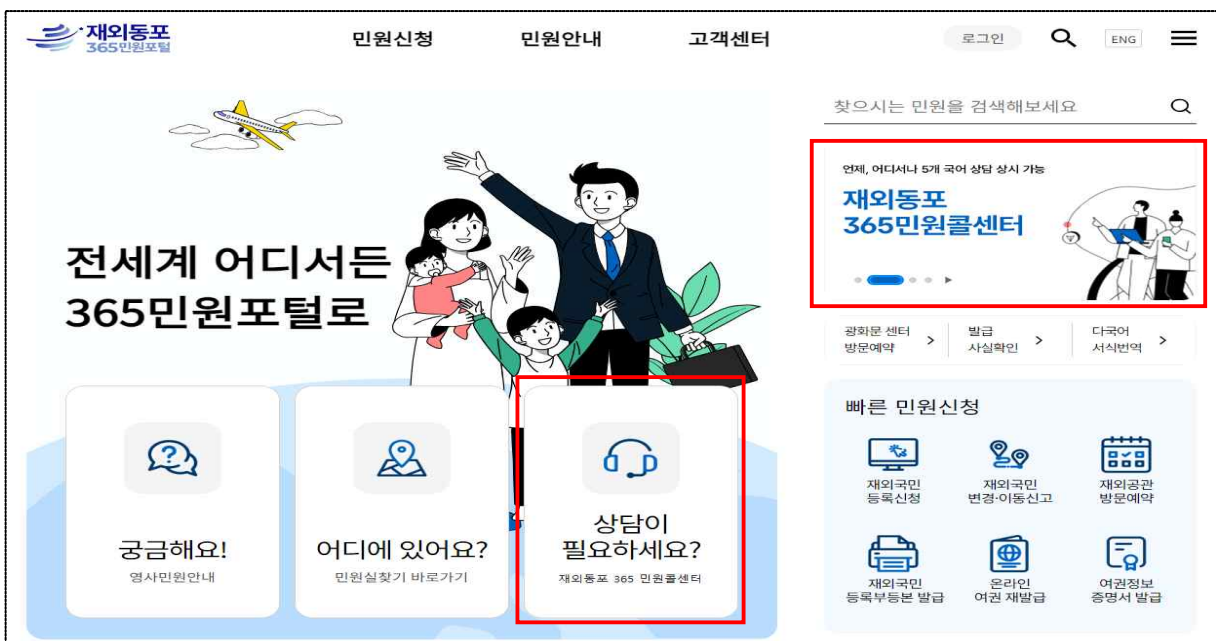 재외동포
365민원포털
민원신청 민원안내 고객센터
로그인 ENG
찾으시는 민원을 검색해보세요
언제, 어디서나 5개 국어 상담 상시 가능
재외동포
365민원콜센터
전세계 어디서든
365민원포털로
광화문 센터
방문예약
발급
사실확인
다국어
서식번역
궁금해요!
영사민원안내
어디에 있어요?
민원실찾기 바로가기
상담이
필요하세요?
재외동포 365 민원콜센터
빠른 민원신청
재외국민
등록신청
재외국민
변경·이동신고
재외공관
방문예약
재외국민
등록부등본 발급
온라인
여권 재발급
여권정보
증명서 발급